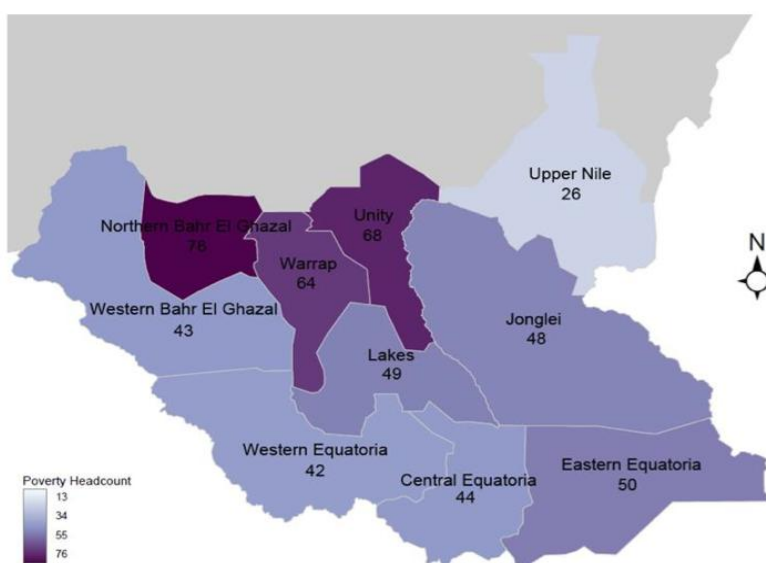 Upper Nile
26
Northern Bahr El Ghazal
76
Unity
68
N
Warrap
64
Western Bahr El Ghazal
43
Jonglei
48
Lakes
49
Western Equatoria
42
Central Equatoria
44
Eastern Equatoria
50
Poverty Headcount
13
34
55
76